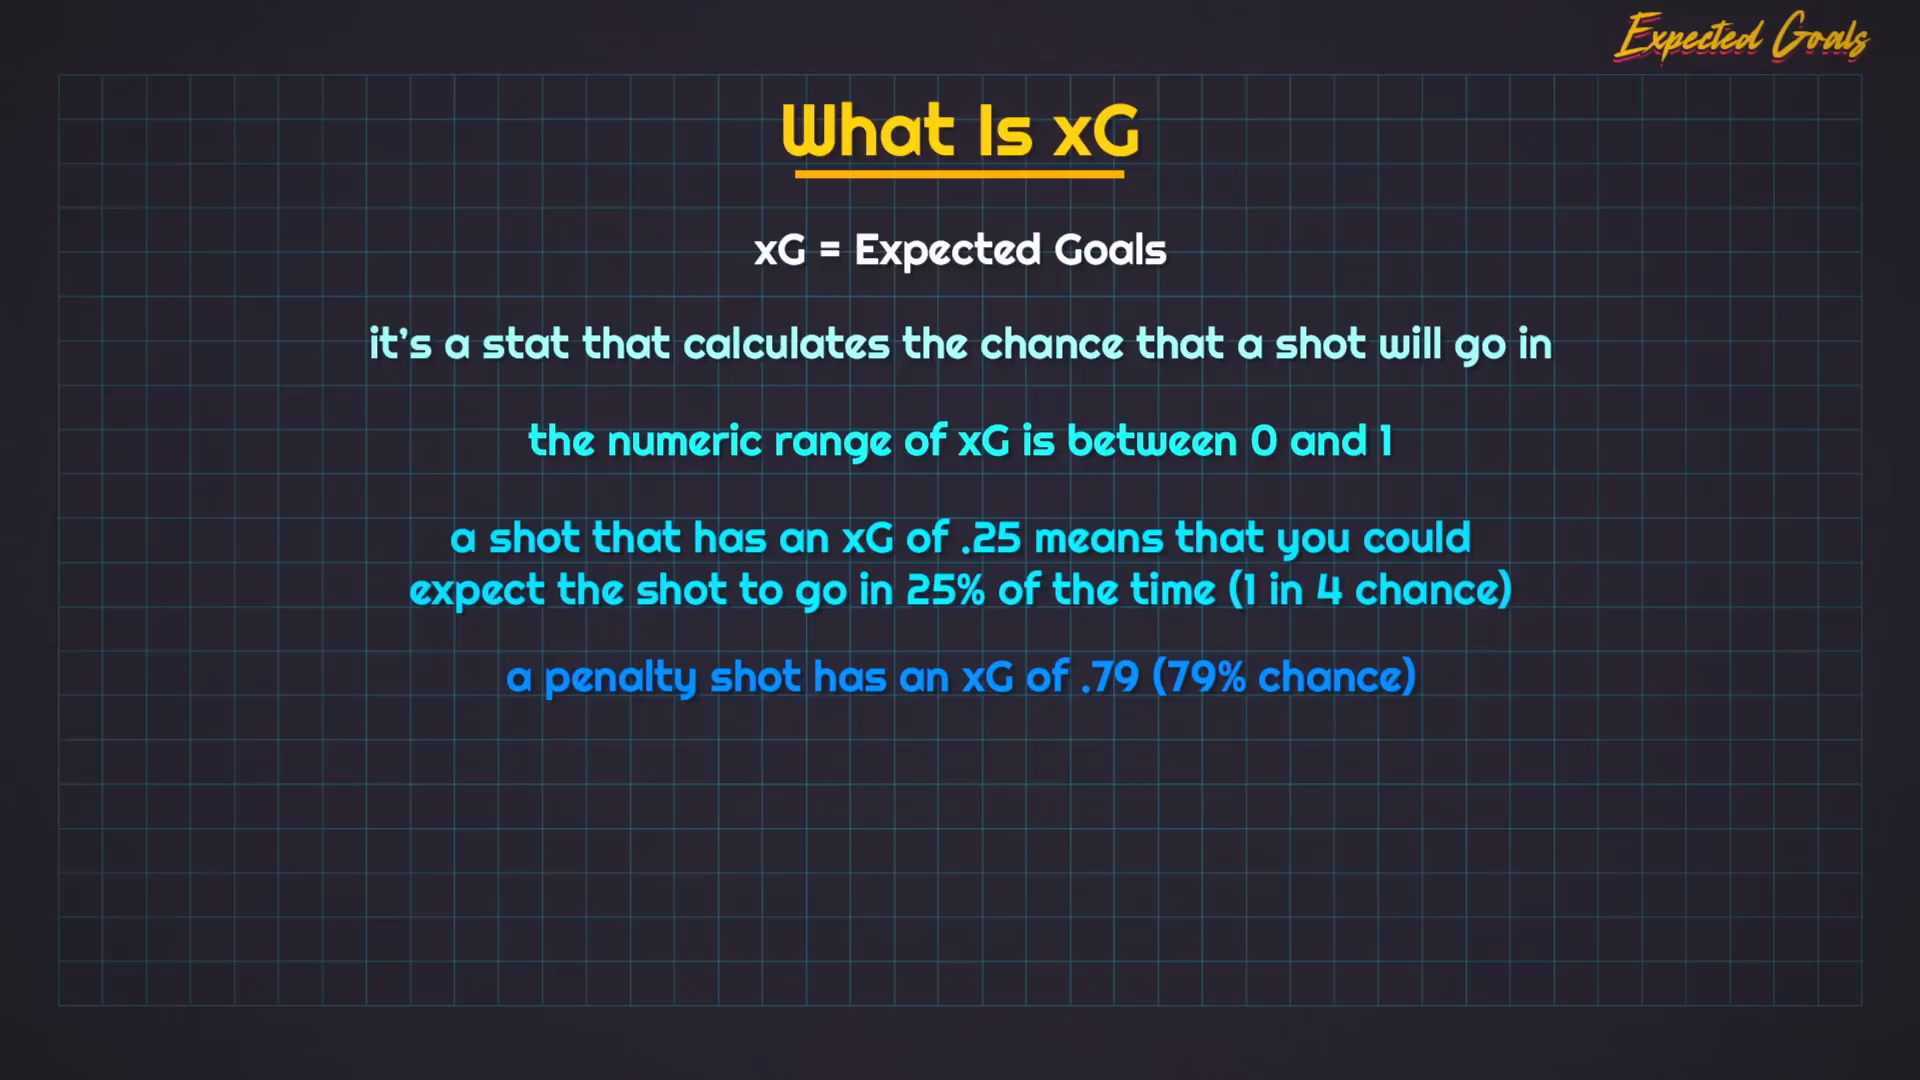 Expected Goals
What Is xG
xG = Expected Goals
it's a stat that calculates the chance that a shot will go in
the numeric range of xG is between 0 and 1
a shot that has an xG of .25 means that you could
expect the shot to go in 25% of the time (1 in 4 chance)
a penalty shot has an xG of .79 (79% chance)